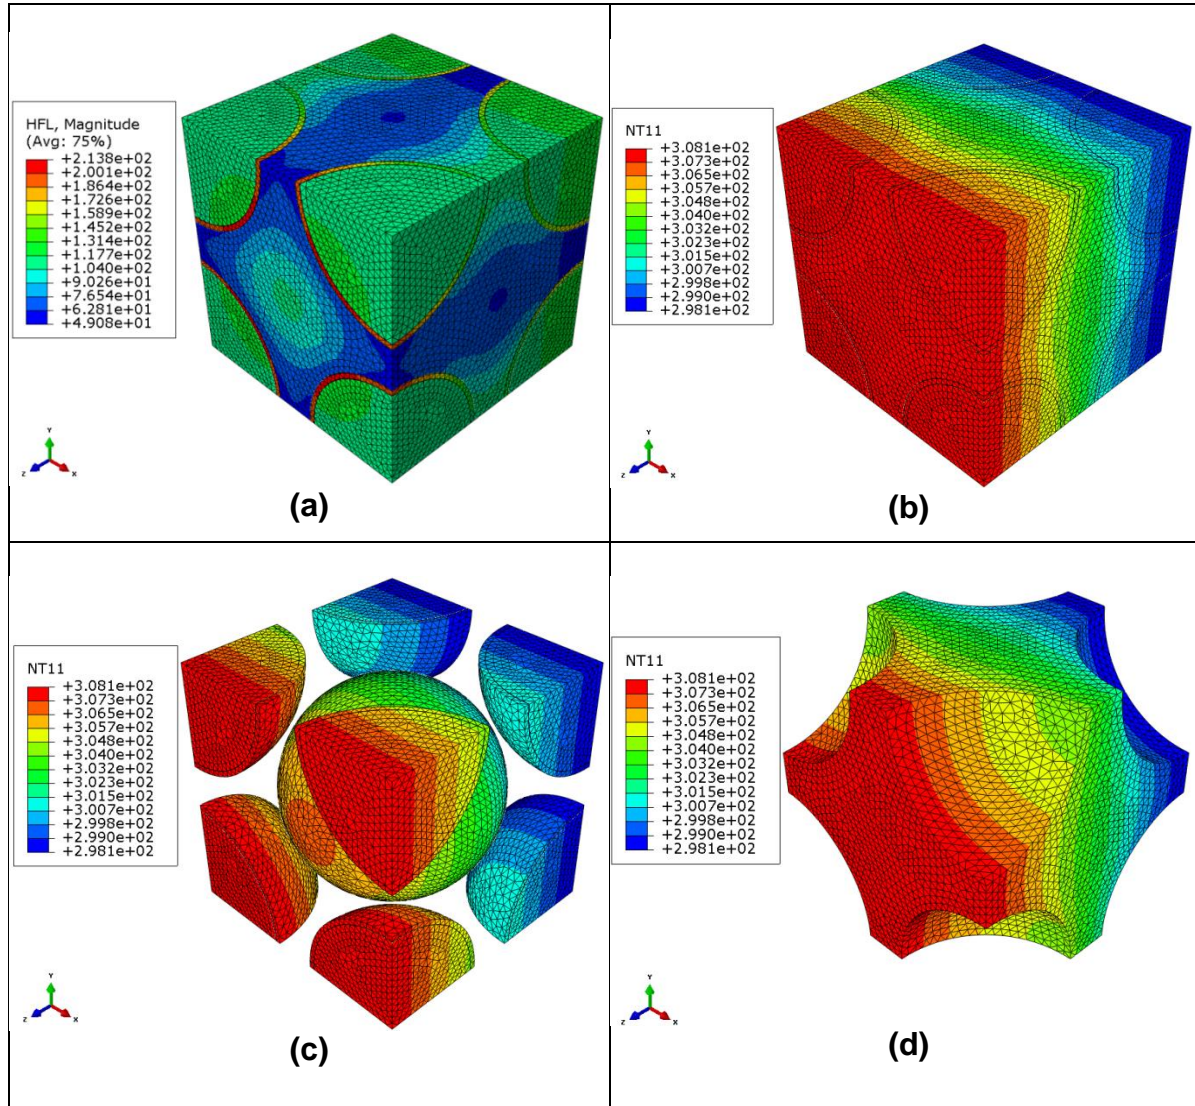 HFL, Magnitude
(Avg: 75%)
+2.138e+02
+2.001e+02
+1.864e+02
+1.726e+02
+1.589e+02
+1.452e+02
+1.314e+02
+1.177e+02
+1.040e+02
+9.026e+01
+7.654e+01
+6.281e+01
+4.908e+01
Y
Z
X
(a)
NT11
+3.081e+02
+3.073e+02
+3.065e+02
+3.057e+02
+3.048e+02
+3.040e+02
+3.032e+02
+3.023e+02
+3.015e+02
+3.007e+02
+2.998e+02
+2.990e+02
+2.981e+02
Y
Z
X
(b)
NT11
+3.081e+02
+3.073e+02
+3.065e+02
+3.057e+02
+3.048e+02
+3.040e+02
+3.032e+02
+3.023e+02
+3.015e+02
+3.007e+02
+2.998e+02
+2.990e+02
+2.981e+02
Y
Z
X
(c)
NT11
+3.081e+02
+3.073e+02
+3.065e+02
+3.057e+02
+3.048e+02
+3.040e+02
+3.032e+02
+3.023e+02
+3.015e+02
+3.007e+02
+2.998e+02
+2.990e+02
+2.981e+02
Y
Z
X
(d)